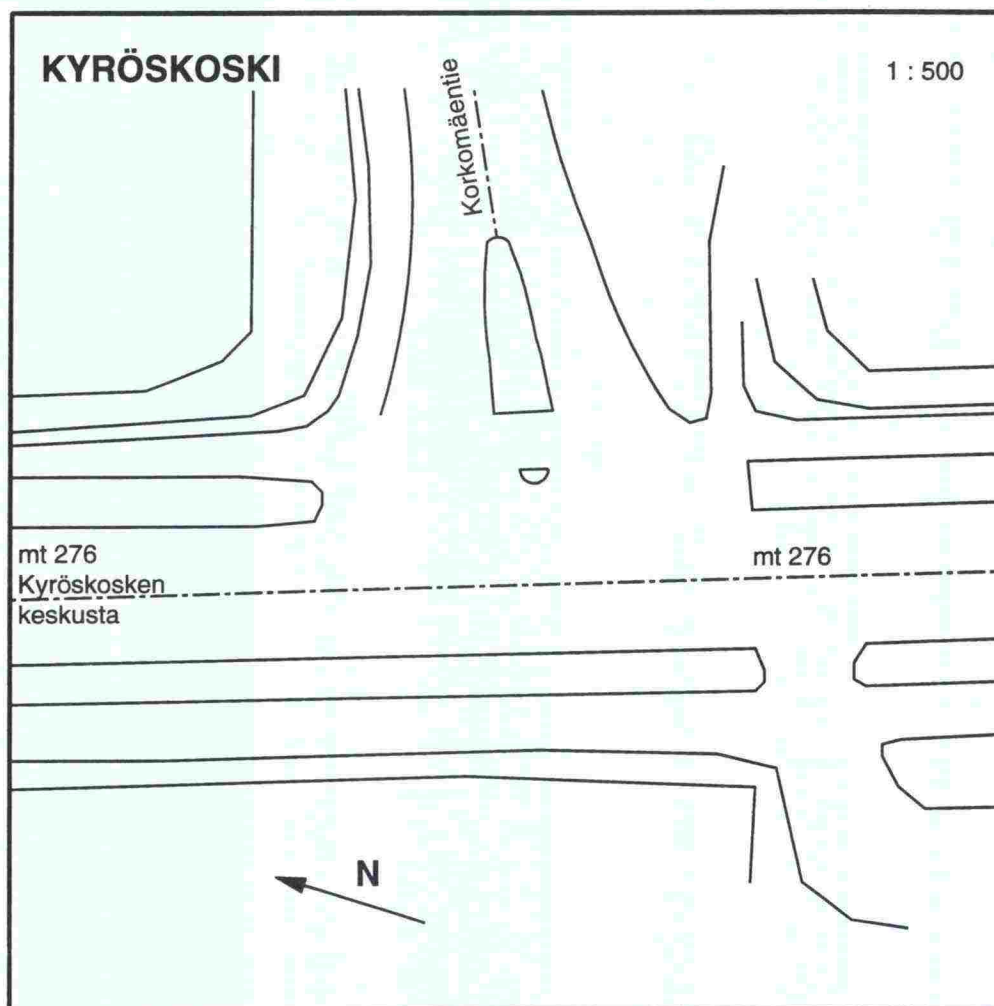 KYRÖSKOSKI
1 : 500
Korkomäentie
mt 276
Kyröskosken
keskusta
mt 276
N